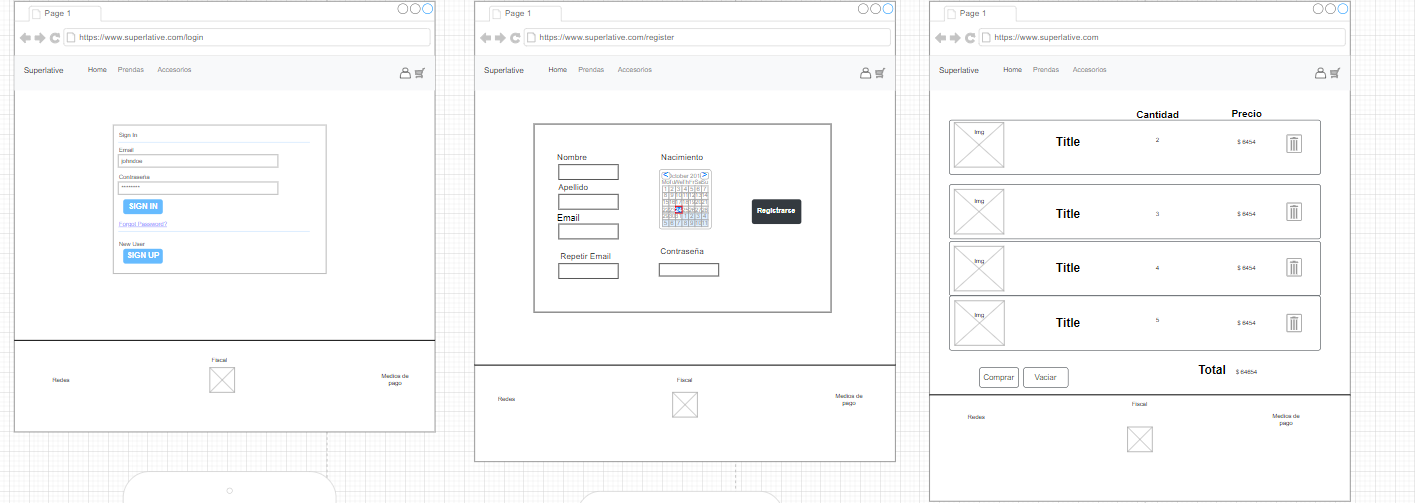 Page 1
https://www.superlative.com/login
Superlative Home Prendas Accesorios
Sign In
Email
johndoe
Contraseña
********
SIGN IN
Forgot Password?
New User
SIGN UP
Fiscal
Redes
Medios de
pago
Page 1
https://www.superlative.com/register
Superlative Home Prendas Accesorios
Nombre
Apellido
Email
Repetir Email
Nacimiento
Contraseña
Registrarse
Fiscal
Redes
Medios de
pago
Page 1
https://www.superlative.com
Superlative Home Prendas Accesorios
Cantidad Precio
Img Title 2 $ 6454
Img Title 3 $ 6454
Img Title 4 $ 6454
Img Title 5 $ 6454
Comprar Vaciar Total $ 64654
Fiscal
Redes
Medios de
pago